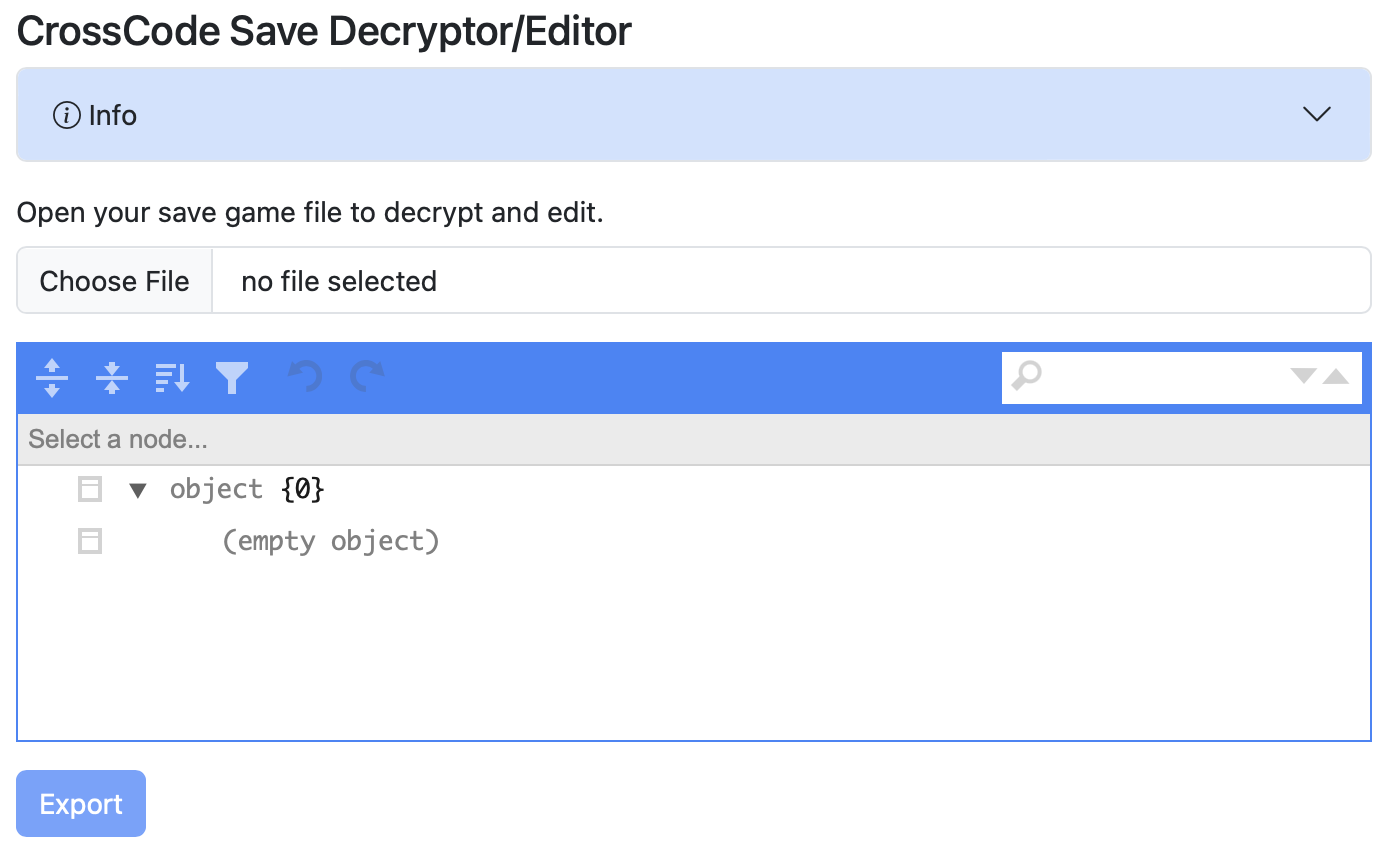 CrossCode Save Decryptor/Editor
Info
Open your save game file to decrypt and edit.
Choose File no file selected
Select a node...
object {0}
(empty object)
Export